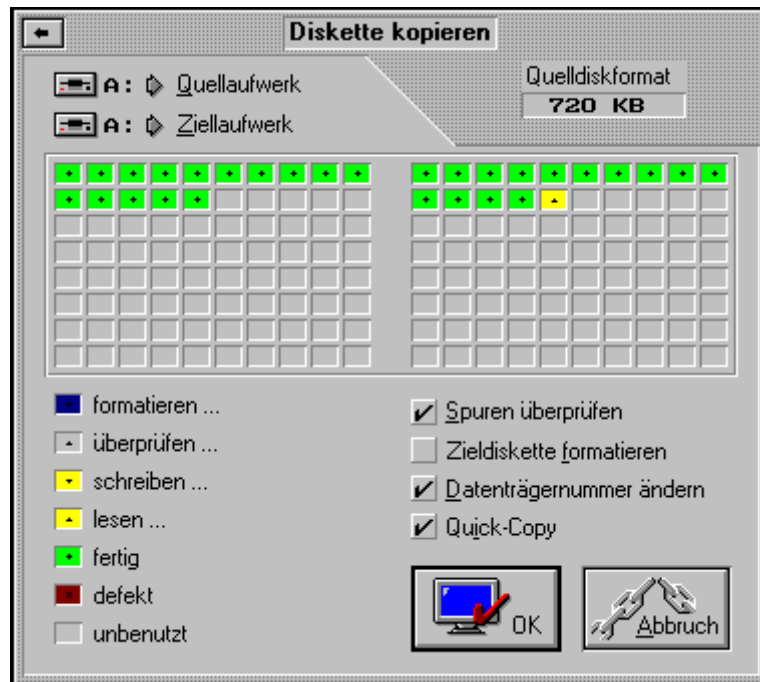 Diskette kopieren
A: Quellaufwerk
Quelldiskformat
720 KB
A: Ziellaufwerk
formatieren ...
überprüfen ...
schreiben ...
lesen ...
fertig
defekt
unbenutzt
Spuren überprüfen
Zieldiskette formatieren
Datenträgernummer ändern
Quick-Copy
OK
Abbruch